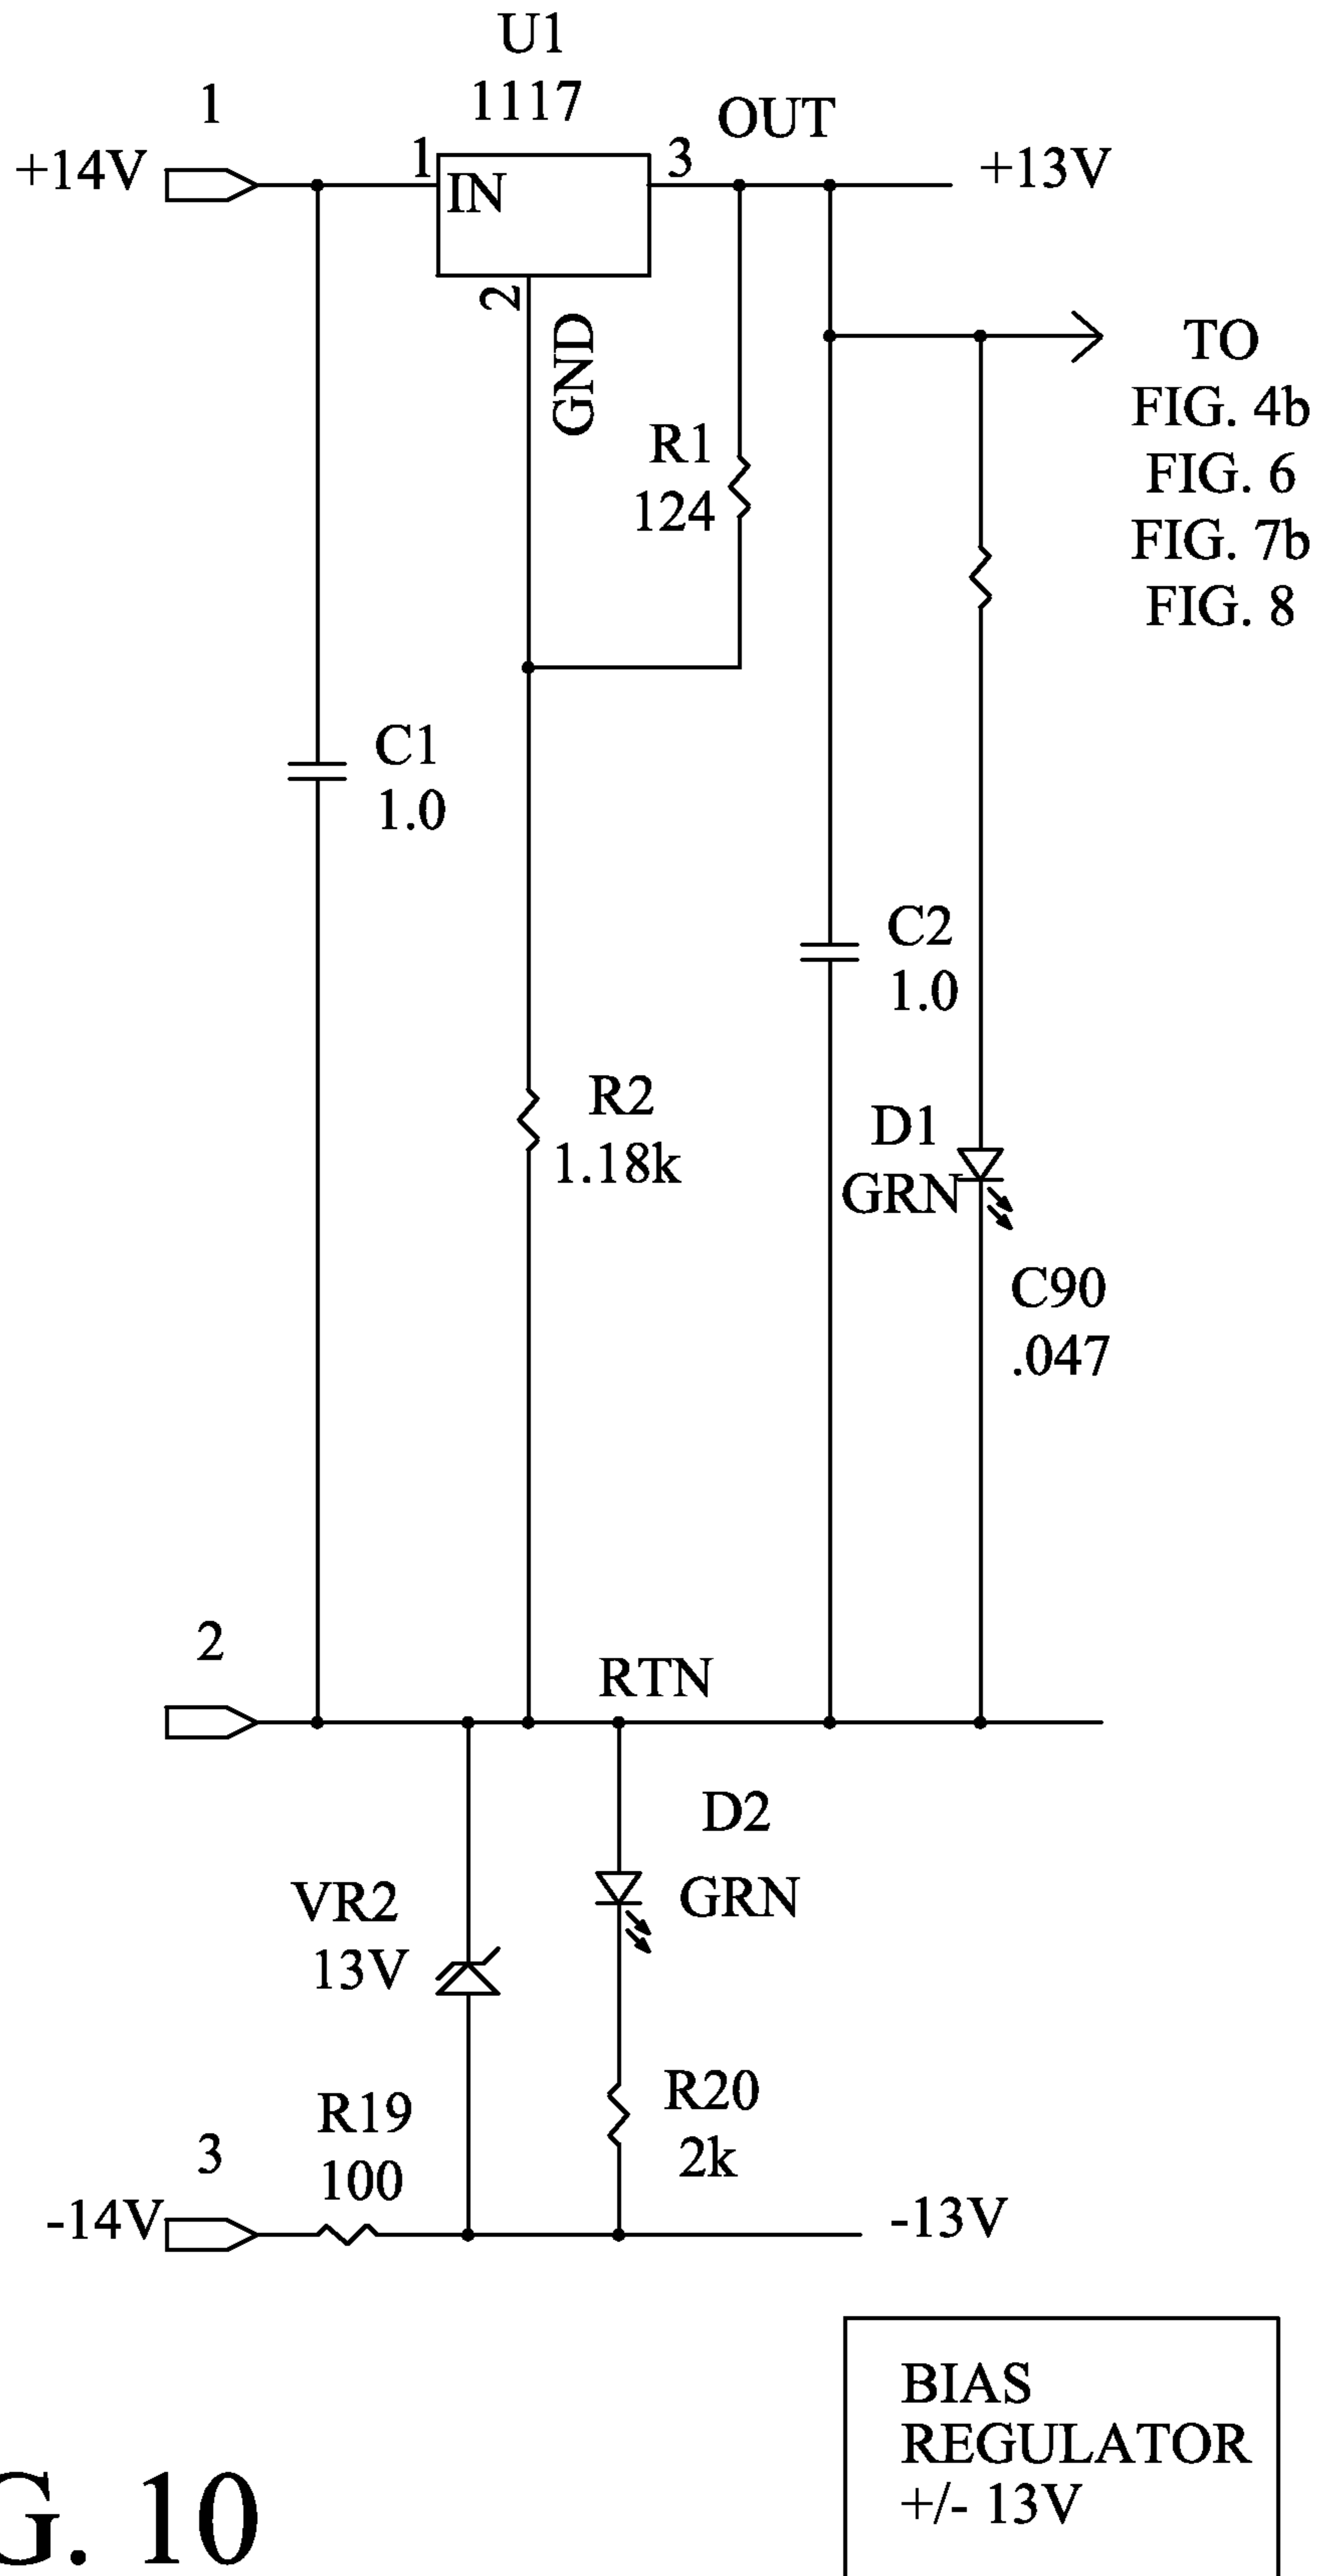 U1
1117
1
+14V
1
IN
3
OUT
+13V
2
GND
TO
FIG. 4b
FIG. 6
FIG. 7b
FIG. 8
R1
124
C1
1.0
C2
1.0
R2
1.18k
D1
GRN
C90
.047
2
RTN
D2
GRN
VR2
13V
R19
100
R20
2k
3
-14V
-13V
BIAS
REGULATOR
+/- 13V
G. 10